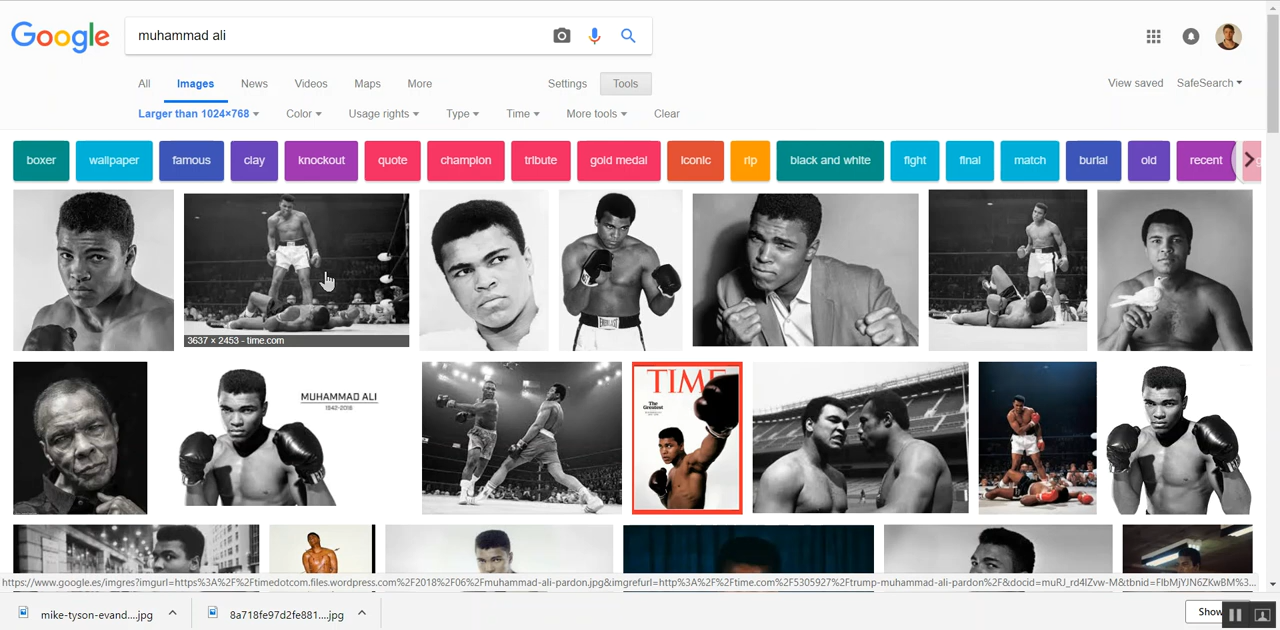 Google
muhammad ali
All Images News Videos Maps More Settings Tools View saved SafeSearch
Larger than 1024×768 Color Usage rights Type Time More tools Clear
boxer wallpaper famous clay knockout quote champion tribute gold medal iconic rip black and white fight final match burial old recent
3637 × 2453 - time.com
MUHAMMAD ALI
1942-2016
TIME
The
Greatest
https://www.google.es/imgres?imgurl=https%3A%2F%2Ftimedotcom.files.wordpress.com%2F2018%2F06%2Fmuhammad-ali-pardon.jpg&imgrefurl=http%3A%2F%2Ftime.com%2F5305927%2Ftrump-muhammad-ali-pardon%2F&docid=muRJ_rd4lZvw-M&tbnid=FlbMjYJN6ZKwBM%3...
mike-tyson-evand....jpg 8a718fe97d2fe881....jpg Show